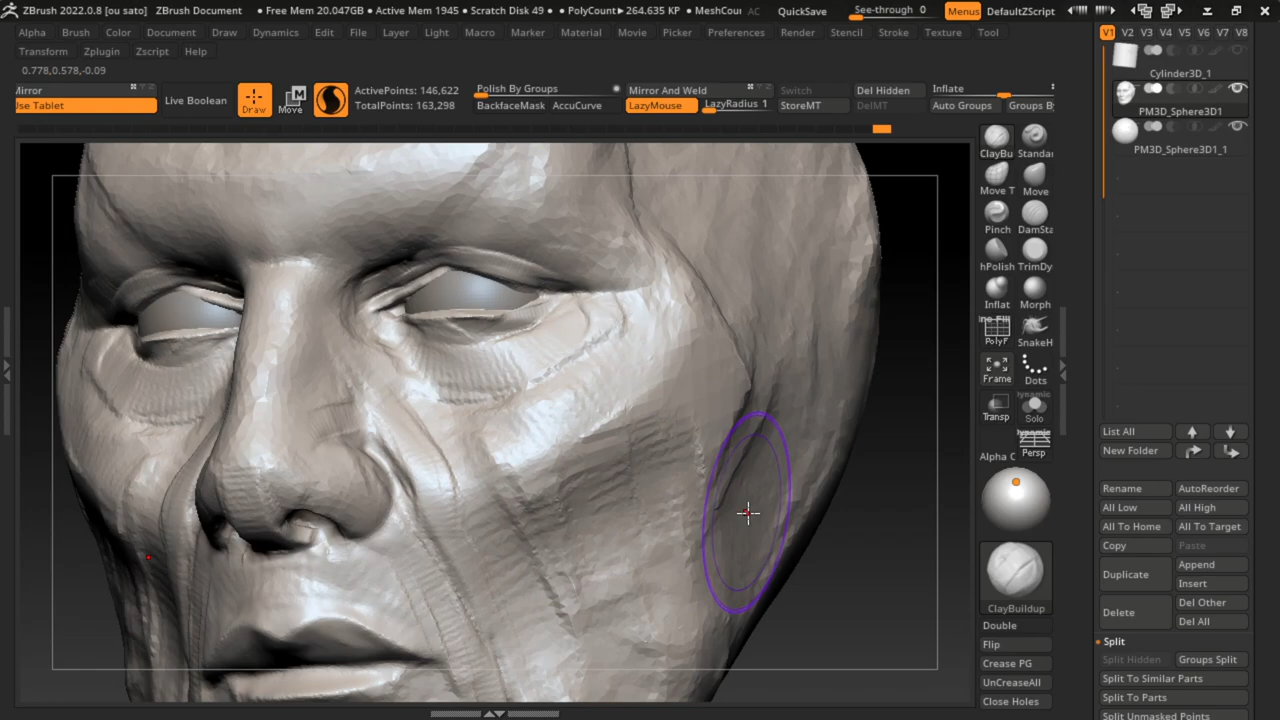 ZBrush 2022.0.8 [ou sato] ZBrush Document • Free Mem 20.047GB • Active Mem 1945 • Scratch Disk 49 • • PolyCount▶ 264.635 KP • MeshCou AC QuickSave See-through 0 Menus DefaultZScript
Alpha Brush Color Document Draw Dynamics Edit File Layer Light Macro Marker Material Movie Picker Preferences Render Stencil Stroke Texture Tool
Transform Zplugin Zscript Help
0.778,0.578,-0.09
Mirror
Use Tablet
Live Boolean
Draw
Move
M
ActivePoints: 146,622
TotalPoints: 163,298
Polish By Groups
BackfaceMask AccuCurve
Mirror And Weld
LazyMouse LazyRadius 1
Switch
StoreMT
Del Hidden
DelMT
Inflate
Auto Groups Groups By
ClayBu Standa
Move T Move
Pinch DamSta
hPolish TrimDy
Inflat Morph
PolyF SnakeH
Frame Dots
Transp Dynamic
Solo
Persp
Alpha O
ClayBuildup
Double
Flip
Crease PG
UnCreaseAll
Close Holes
V1 V2 V3 V4 V5 V6 V7 V8
Cylinder3D_1
PM3D_Sphere3D1
PM3D_Sphere3D1_1
List All
New Folder
Rename AutoReorder
All Low All High
All To Home All To Target
Copy Paste
Duplicate Append
Insert
Delete Del Other
Del All
Split
Split Hidden Groups Split
Split To Similar Parts
Split To Parts
Split Unmasked Points